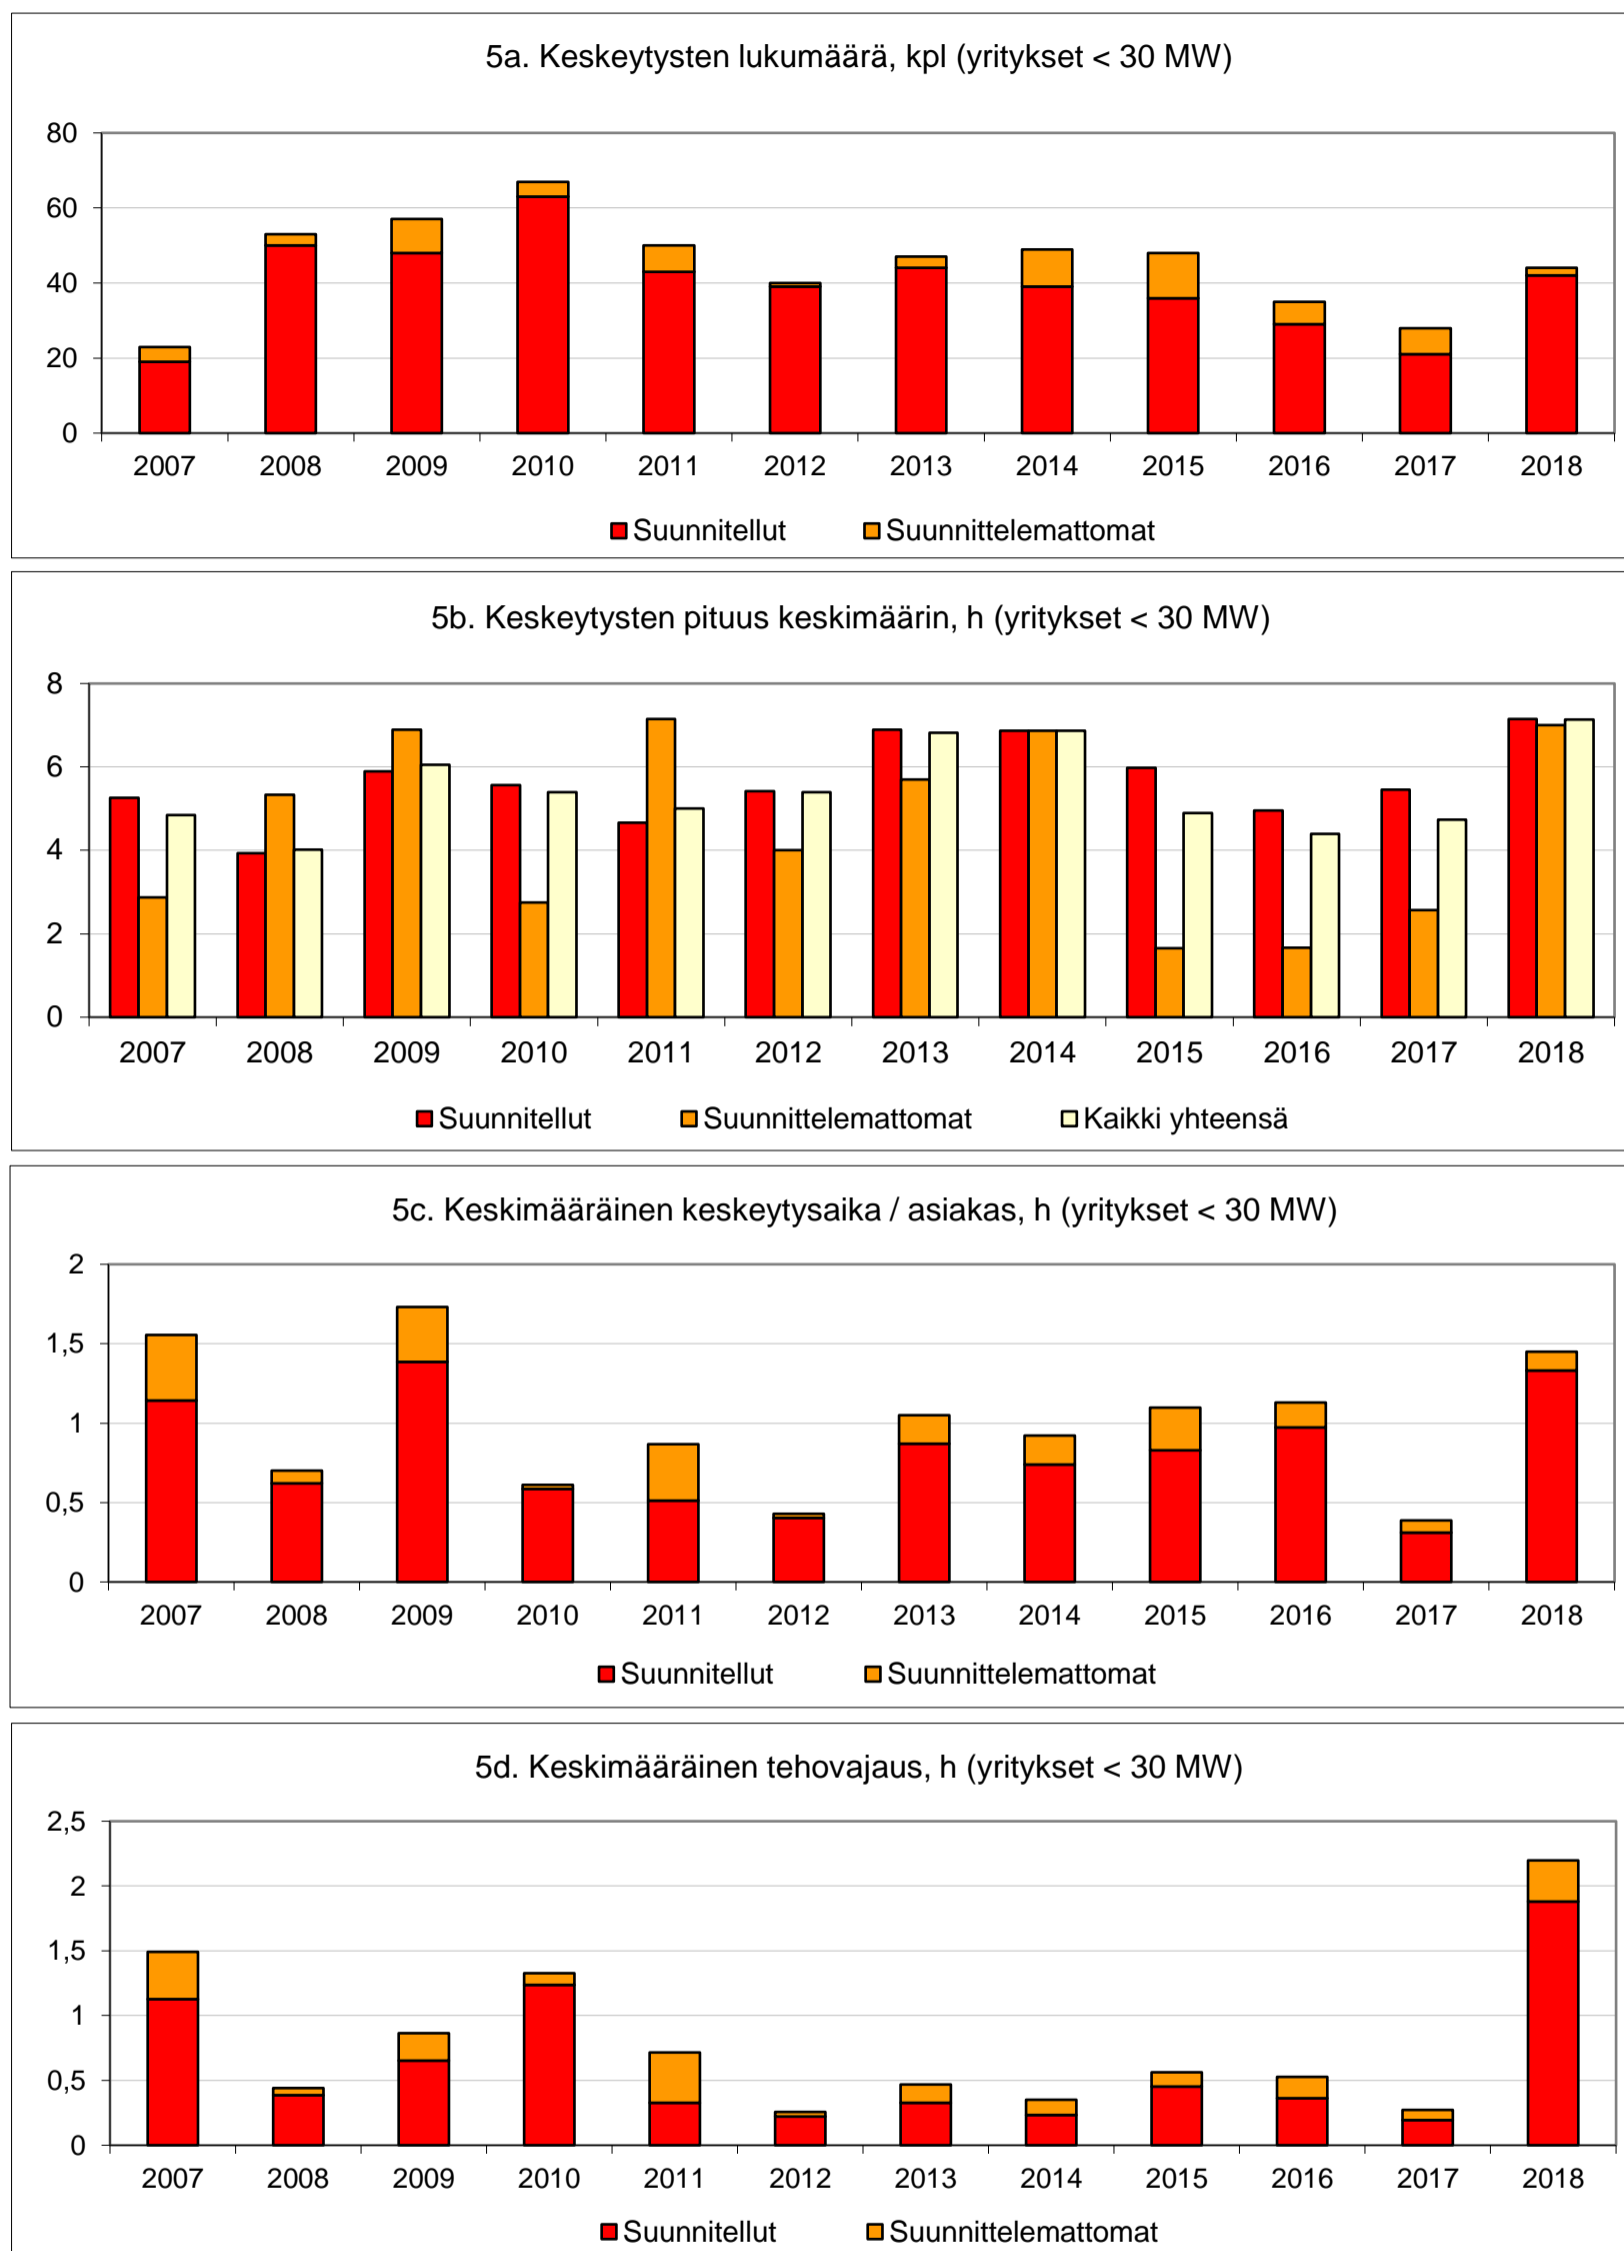 5a. Keskeytysten lukumäärä, kpl (yritykset < 30 MW)
80
60
40
20
0
2007 2008 2009 2010 2011 2012 2013 2014 2015 2016 2017 2018
Suunnitellut Suunnittelemattomat
5b. Keskeytysten pituus keskimäärin, h (yritykset < 30 MW)
8
6
4
2
0
2007 2008 2009 2010 2011 2012 2013 2014 2015 2016 2017 2018
Suunnitellut Suunnittelemattomat Kaikki yhteensä
5c. Keskimääräinen keskeytysaika / asiakas, h (yritykset < 30 MW)
2
1,5
1
0,5
0
2007 2008 2009 2010 2011 2012 2013 2014 2015 2016 2017 2018
Suunnitellut Suunnittelemattomat
5d. Keskimääräinen tehovajaus, h (yritykset < 30 MW)
2,5
2
1,5
1
0,5
0
2007 2008 2009 2010 2011 2012 2013 2014 2015 2016 2017 2018
Suunnitellut Suunnittelemattomat